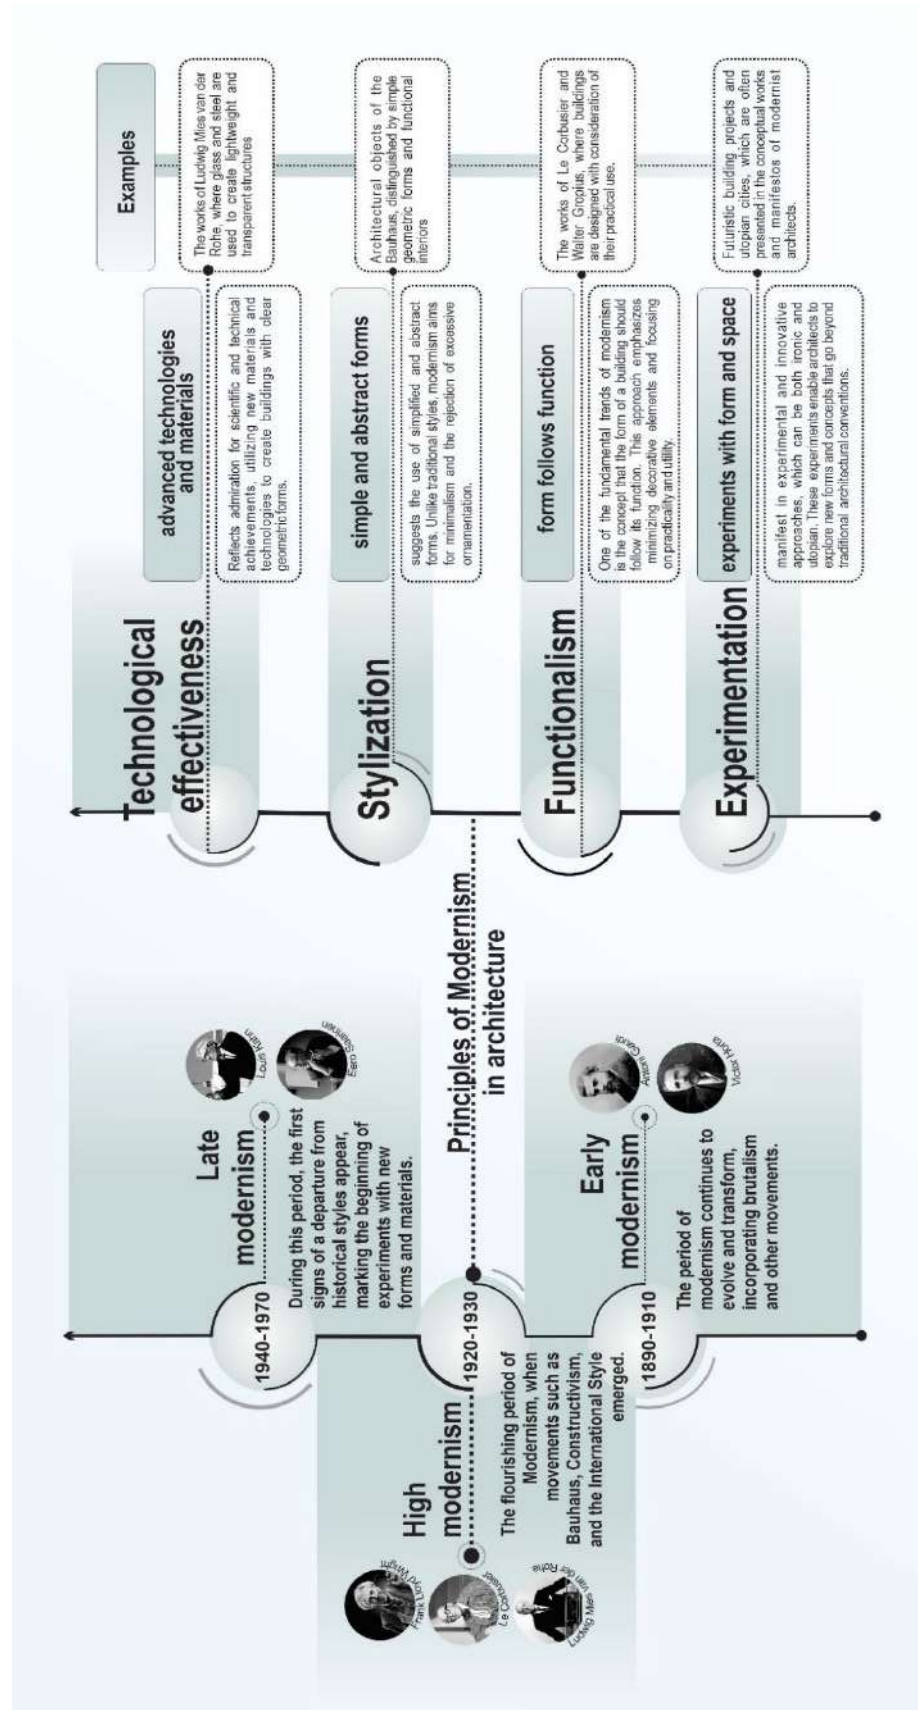 Late
modernism
Louis Kahn
Eero Saarinen
1940-1970
During this period, the first
signs of a departure from
historical styles appear,
marking the beginning of
experiments with new
forms and materials.
High
modernism
Frank Lloyd Wright
Le Corbusier
Ludwig Mies van der Rohe
1920-1930
The flourishing period of
Modernism, when
movements such as
Bauhaus, Constructivism,
and the International Style
emerged.
Early
modernism
Antoni Gaudi
Victor Horta
1890-1910
The period of
modernism continues to
evolve and transform,
incorporating brutalism
and other movements.
Principles of Modernism
in architecture
Examples
Technological
effectiveness
advanced technologies
and materials
Reflects admiration for scientific and technical
achievements, utilizing new materials and
technologies to create buildings with clear
geometric forms.
The works of Ludwig Mies van der
Rohe, where glass and steel are
used to create lightweight and
transparent structures
Stylization
simple and abstract forms
suggests the use of simplified and abstract
forms. Unlike traditional styles, modernism aims
for minimalism and the rejection of excessive
ornamentation.
Architectural objects of the
Bauhaus, distinguished by simple
geometric forms and functional
interiors
Functionalism
form follows function
One of the fundamental trends of modernism
is the concept that the form of a building should
follow its function. This approach emphasizes
minimizing decorative elements and focusing
on practicality and utility.
The works of Le Corbusier and
Walter Gropius, where buildings
are designed with consideration of
their practical use.
Experimentation
experiments with form and space
manifest in experimental and innovative
approaches, which can be both ironic and
utopian. These experiments enable architects to
explore new forms and concepts that go beyond
traditional architectural conventions.
Futuristic building projects and
utopian cities, which are often
presented in the conceptual works
and manifestos of modernist
architects.